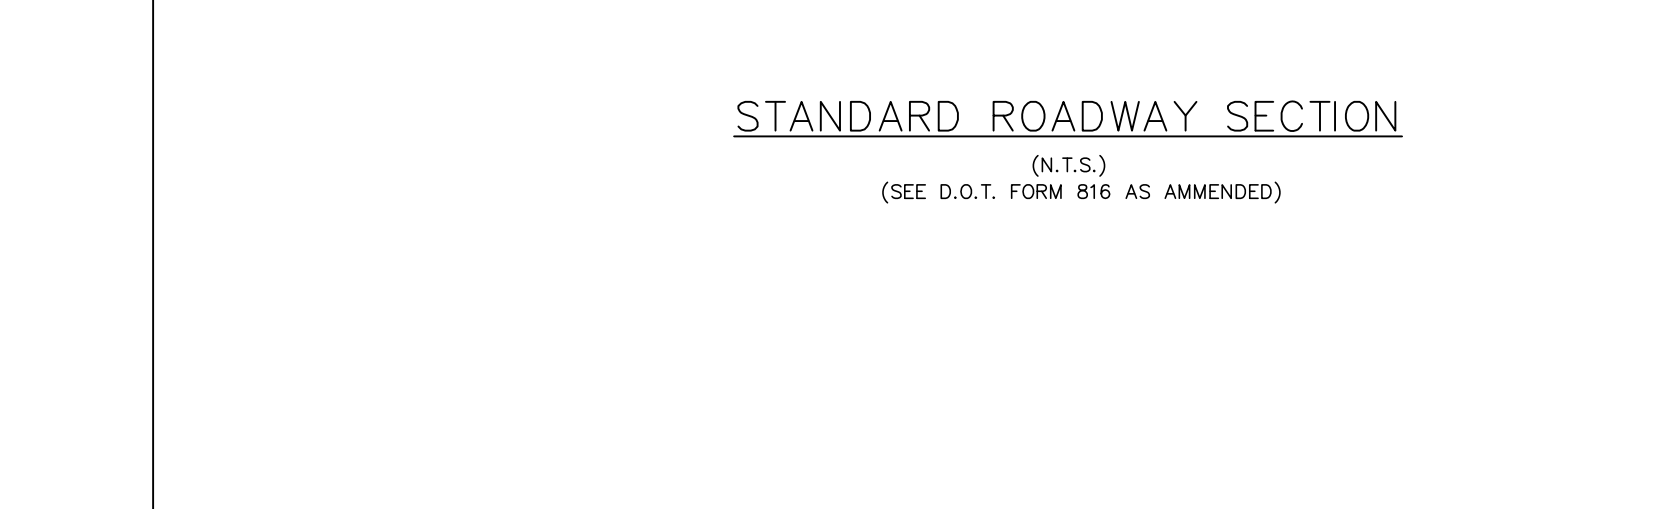 STANDARD ROADWAY SECTION
(N.T.S.)
(SEE D.O.T. FORM 816 AS AMMENDED)